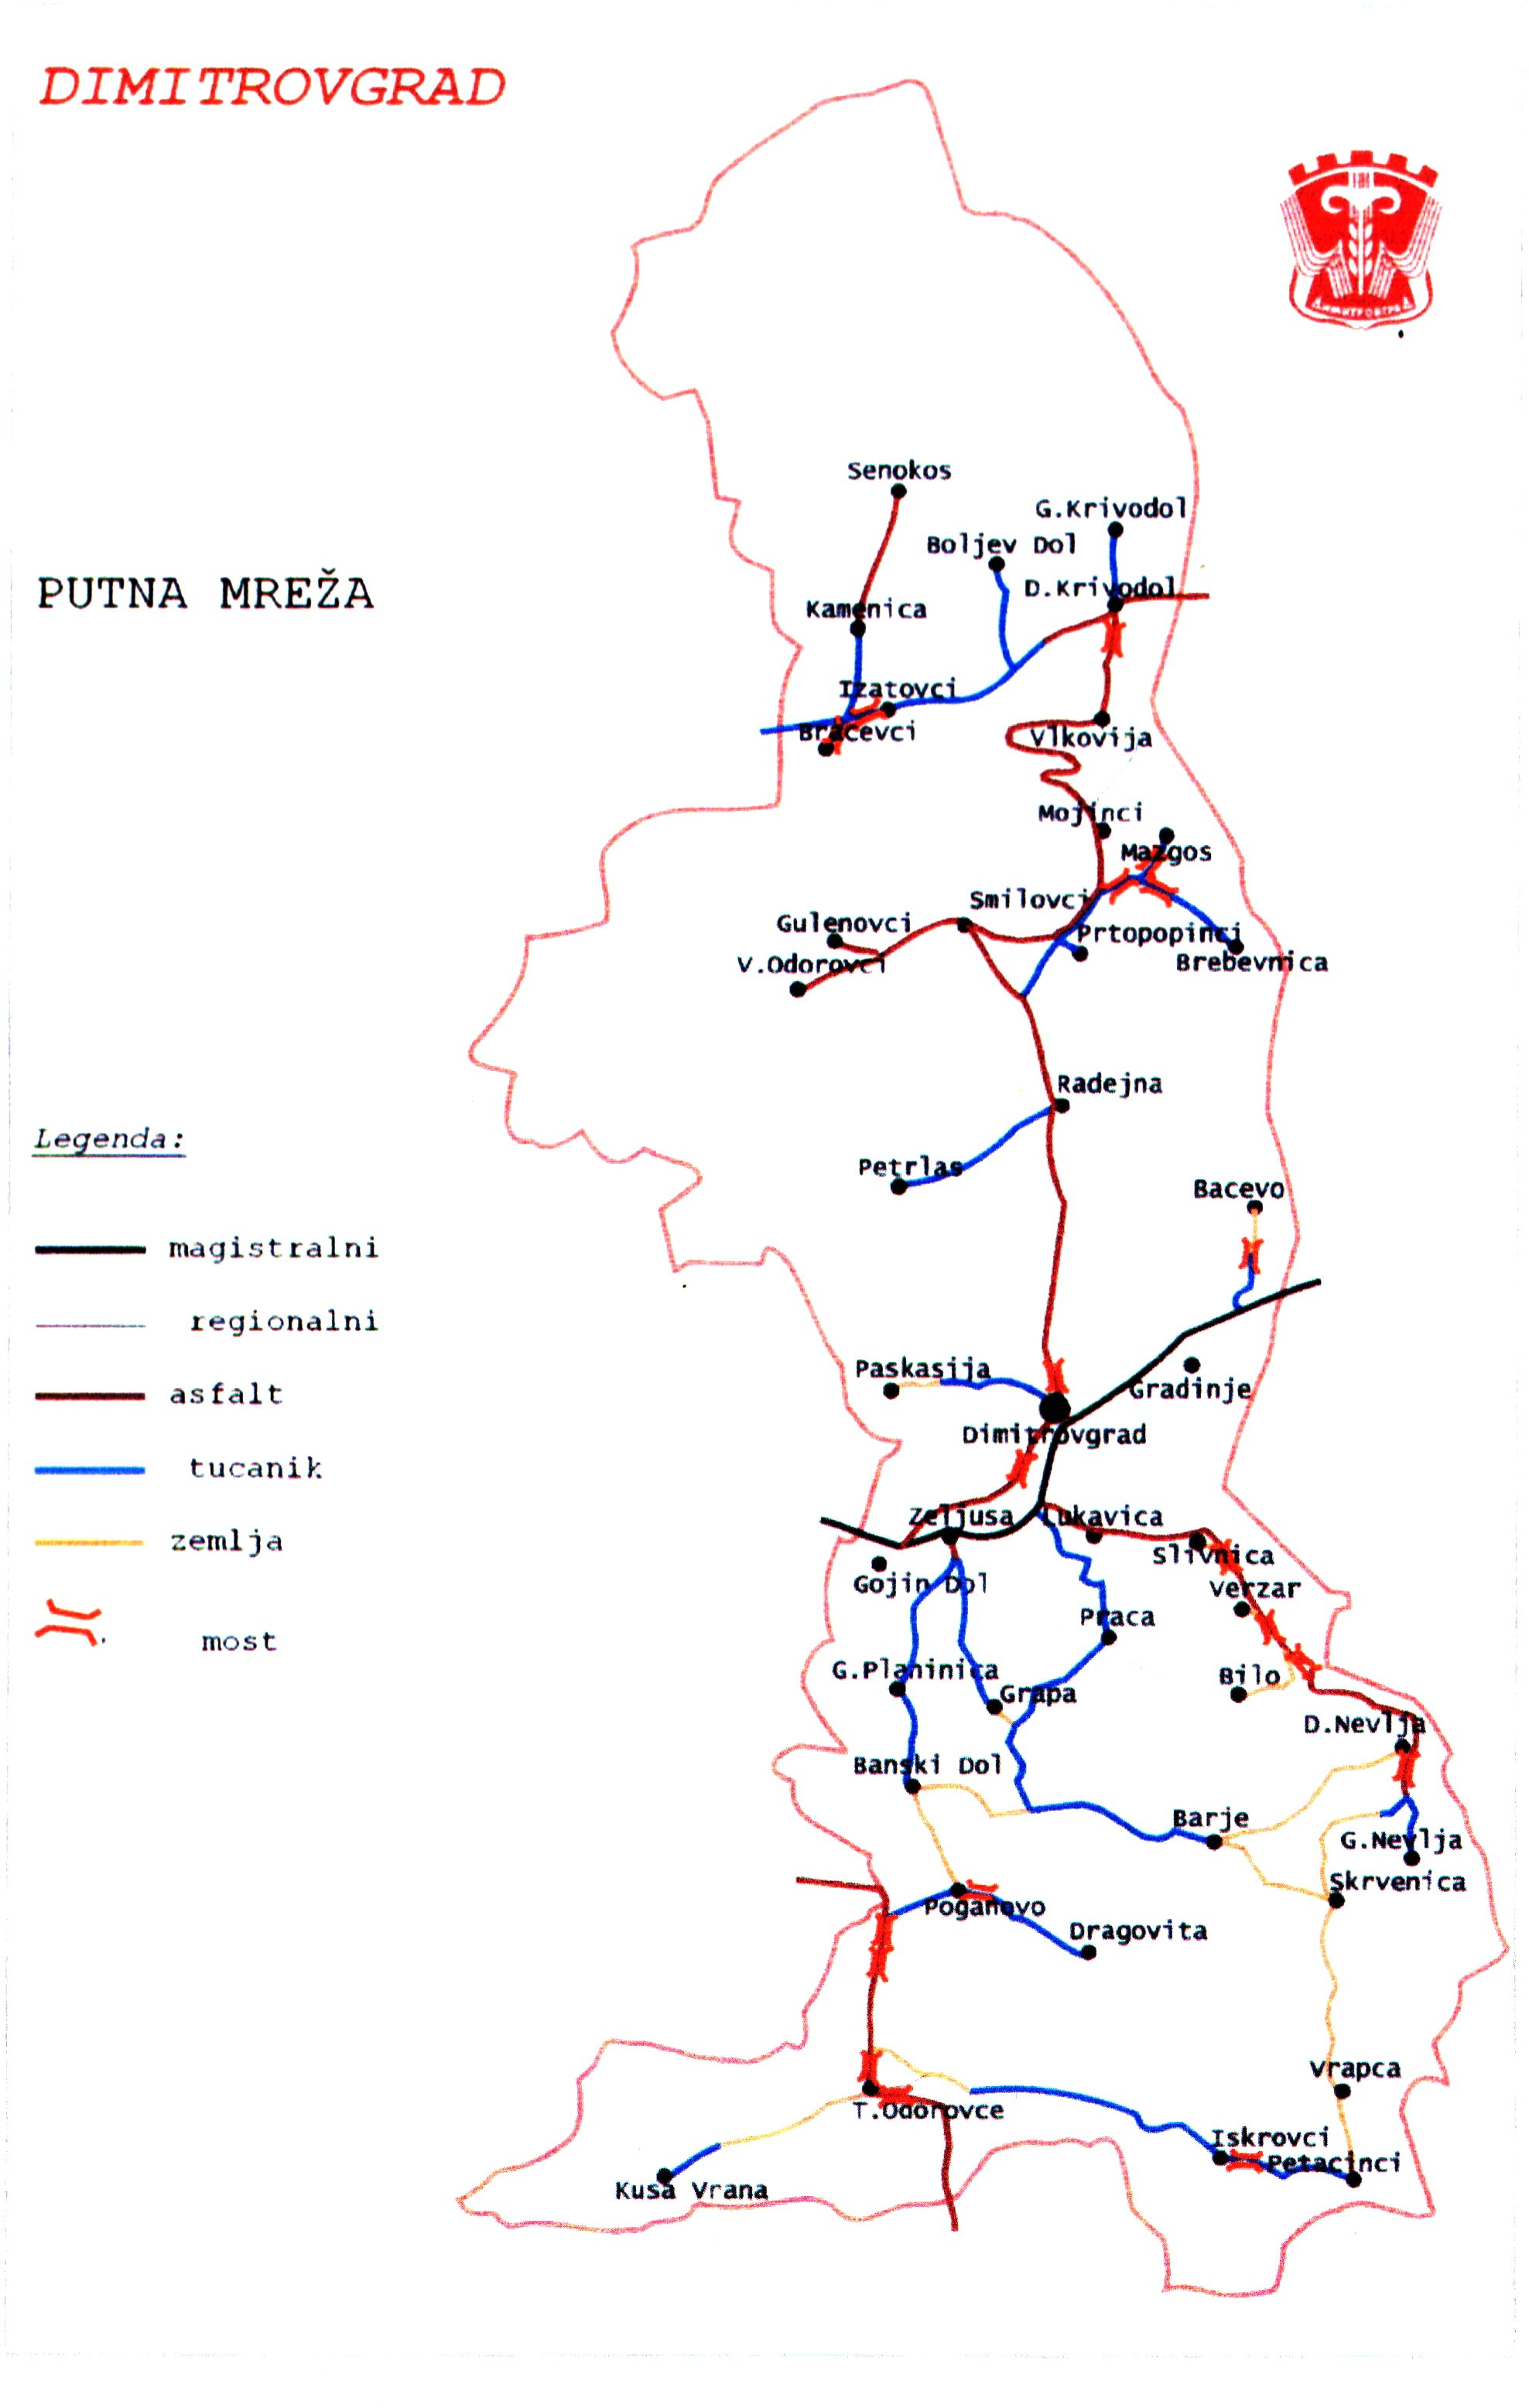 DIMITROVGRAD
PUTNA MREŽA
Senokos
G.Krivodol
Boljev Dol
D.Krivodol
Kamenica
Izatovci
Bracevci
Vlkovija
Mojinci
Mazgos
Smilovci
Gulenovci
Prtopopinci
V.Odorovci
Brebevnica
Radejna
Petrlas
Bacevo
Paskasija
Gradinje
Dimitrovgrad
Zeljusa
Lukavica
Slivnica
Gojin Dol
Verzar
Praca
G.Planinica
Bilo
Grapa
D.Nevlja
Banski Dol
Barje
G.Nevlja
Skrvenica
Poganovo
Dragovita
Vrapca
T.Odorovce
Iskrovci
Petacinci
Kusa Vrana
Legenda:
magistralni
regionalni
asfalt
tucanik
zemlja
most